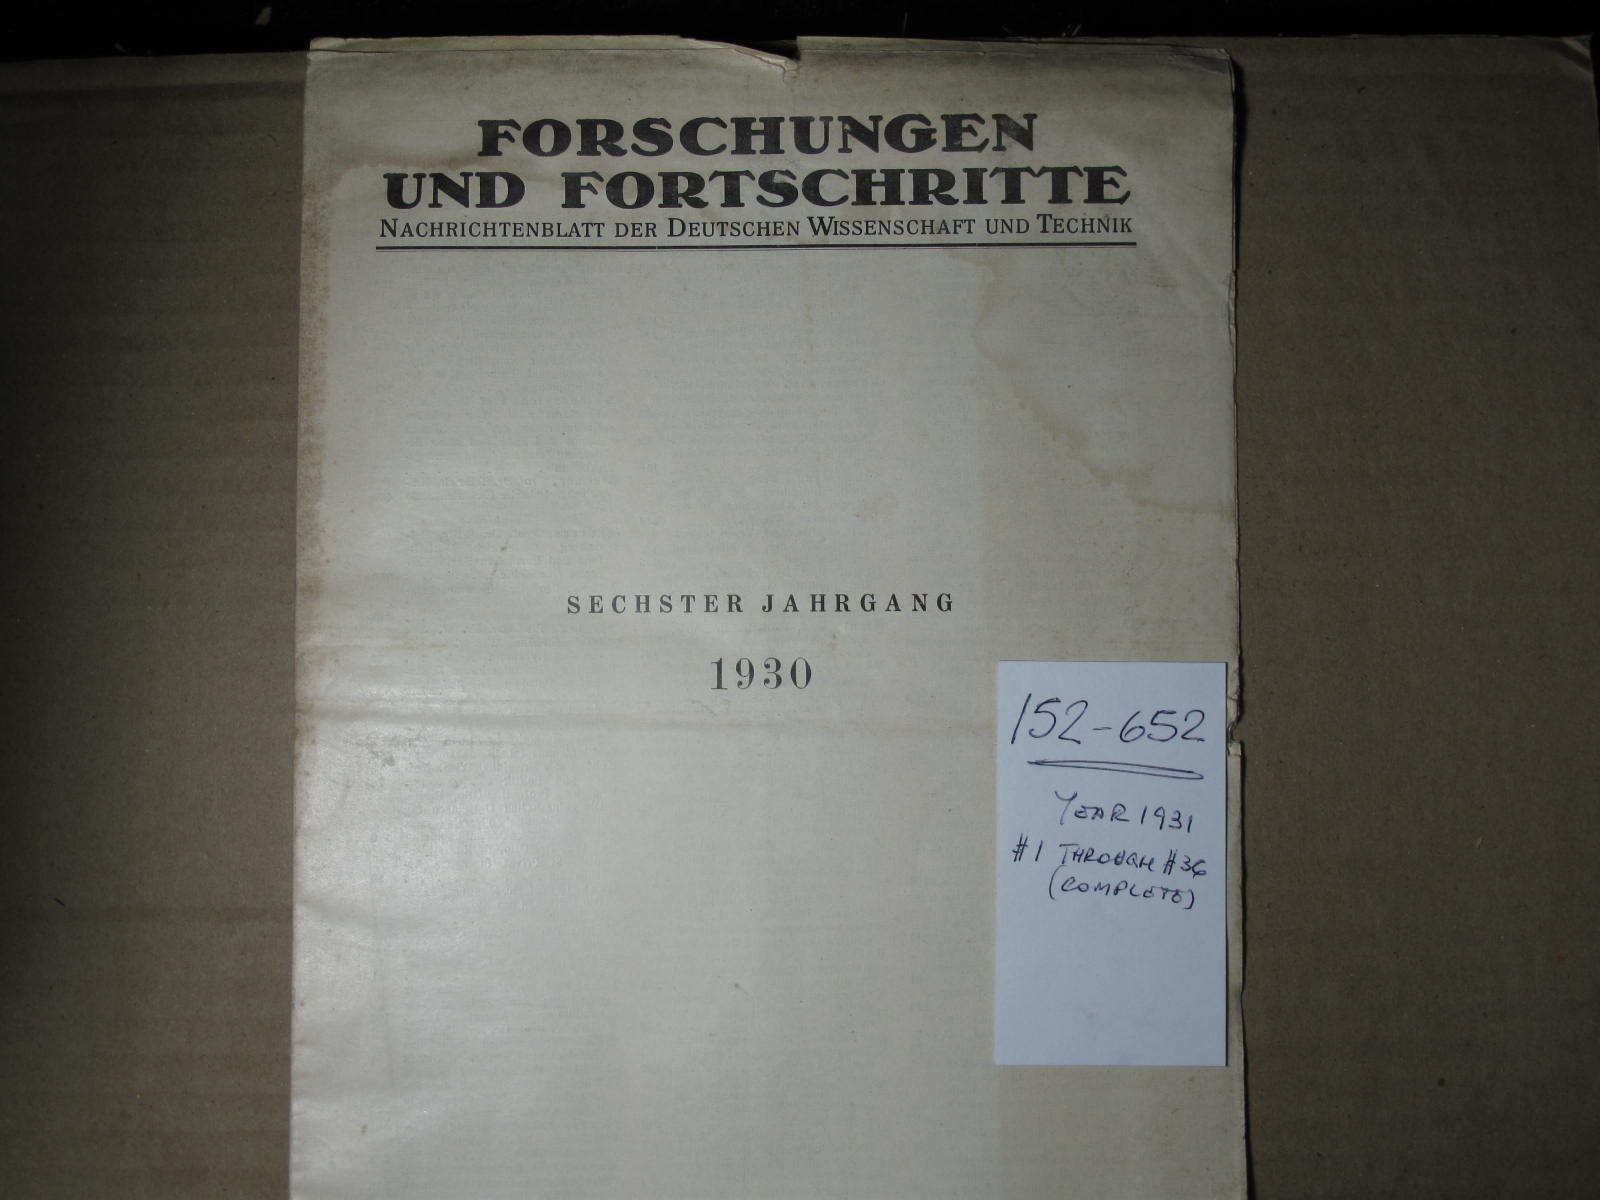 FORSCHUNGEN
UND FORTSCHRITTE
NACHRICHTENBLATT DER DEUTSCHEN WISSENSCHAFT UND TECHNIK
SECHSTER JAHRGANG
1930
152-652
YEAR 1931
#1 THROUGH #36
(COMPLETE)